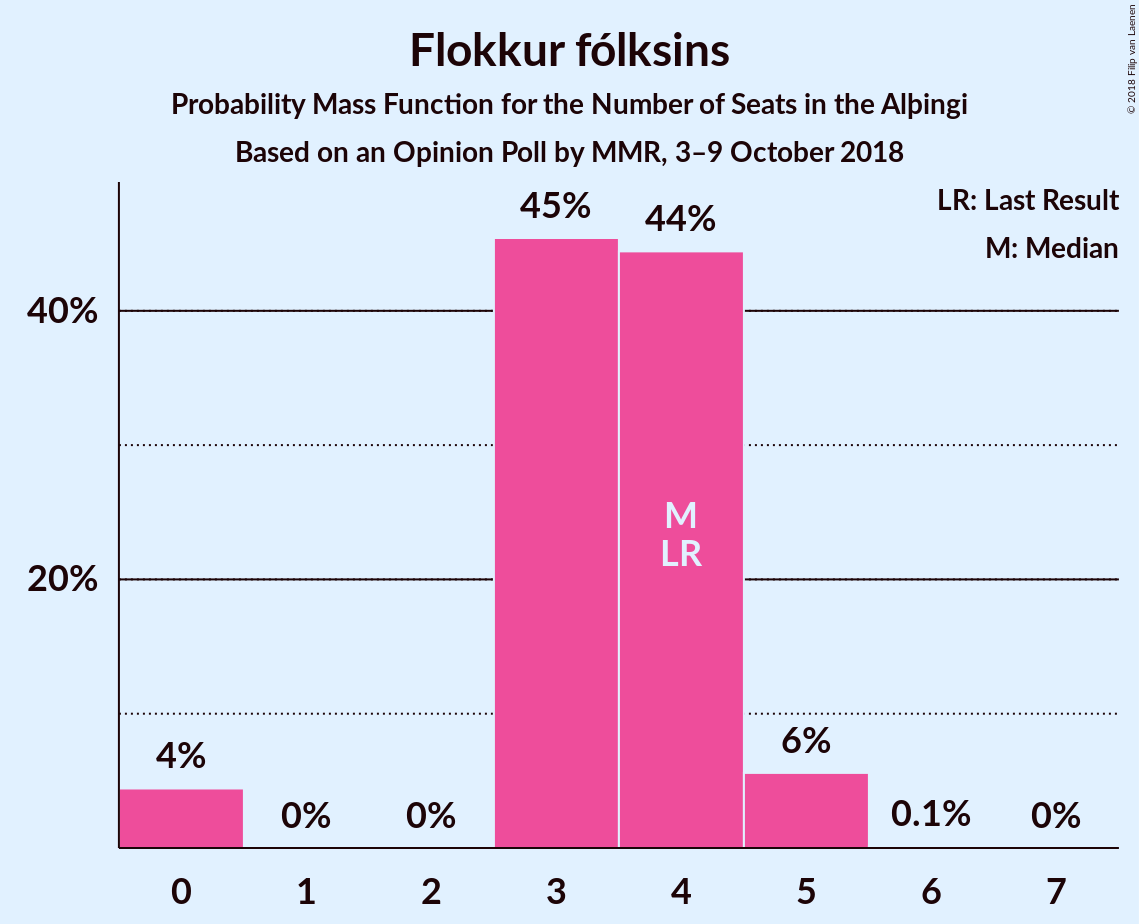 Flokkur fólksins
Probability Mass Function for the Number of Seats in the Alþingi
Based on an Opinion Poll by MMR, 3–9 October 2018
© 2018 Filip van Laenen
LR: Last Result
M: Median
45%
44%
40%
M
LR
20%
6%
4%
0%
0%
0.1%
0%
0 1 2 3 4 5 6 7